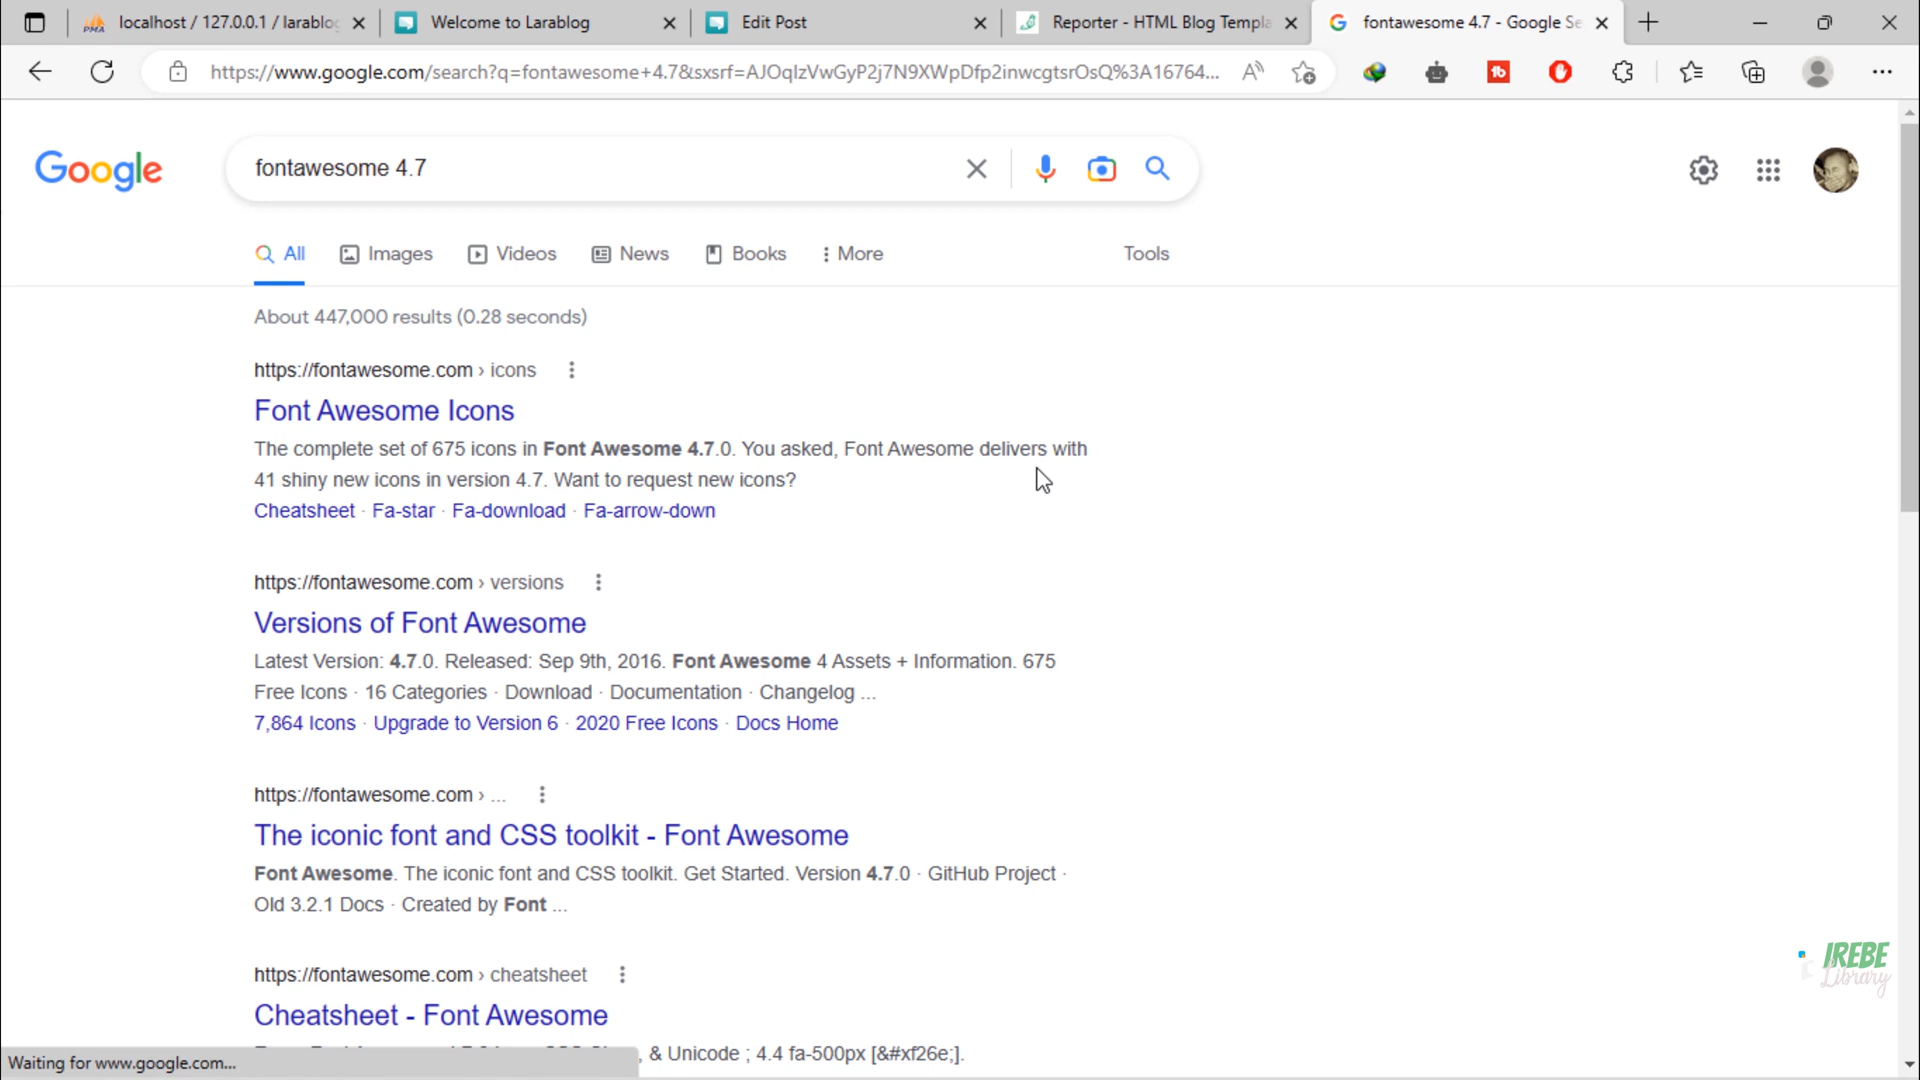 localhost / 127.0.0.1 / larablog
Welcome to Larablog
Edit Post
Reporter - HTML Blog Templa
fontawesome 4.7 - Google Se
https://www.google.com/search?q=fontawesome+4.7&sxsrf=AJOqlzVwGyP2j7N9XWpDfp2inwcgtsrOsQ%3A16764...
Google
fontawesome 4.7
All
Images
Videos
News
Books
More
Tools
About 447,000 results (0.28 seconds)
https://fontawesome.com › icons
Font Awesome Icons
The complete set of 675 icons in Font Awesome 4.7.0. You asked, Font Awesome delivers with
41 shiny new icons in version 4.7. Want to request new icons?
Cheatsheet · Fa-star · Fa-download · Fa-arrow-down
https://fontawesome.com › versions
Versions of Font Awesome
Latest Version: 4.7.0. Released: Sep 9th, 2016. Font Awesome 4 Assets + Information. 675
Free Icons · 16 Categories · Download · Documentation · Changelog ...
7,864 Icons · Upgrade to Version 6 · 2020 Free Icons · Docs Home
https://fontawesome.com › ...
The iconic font and CSS toolkit - Font Awesome
Font Awesome. The iconic font and CSS toolkit. Get Started. Version 4.7.0 · GitHub Project ·
Old 3.2.1 Docs · Created by Font ...
https://fontawesome.com › cheatsheet
Cheatsheet - Font Awesome
, & Unicode ; 4.4 fa-500px [&#xf26e;].
Waiting for www.google.com...
IREBE
Library